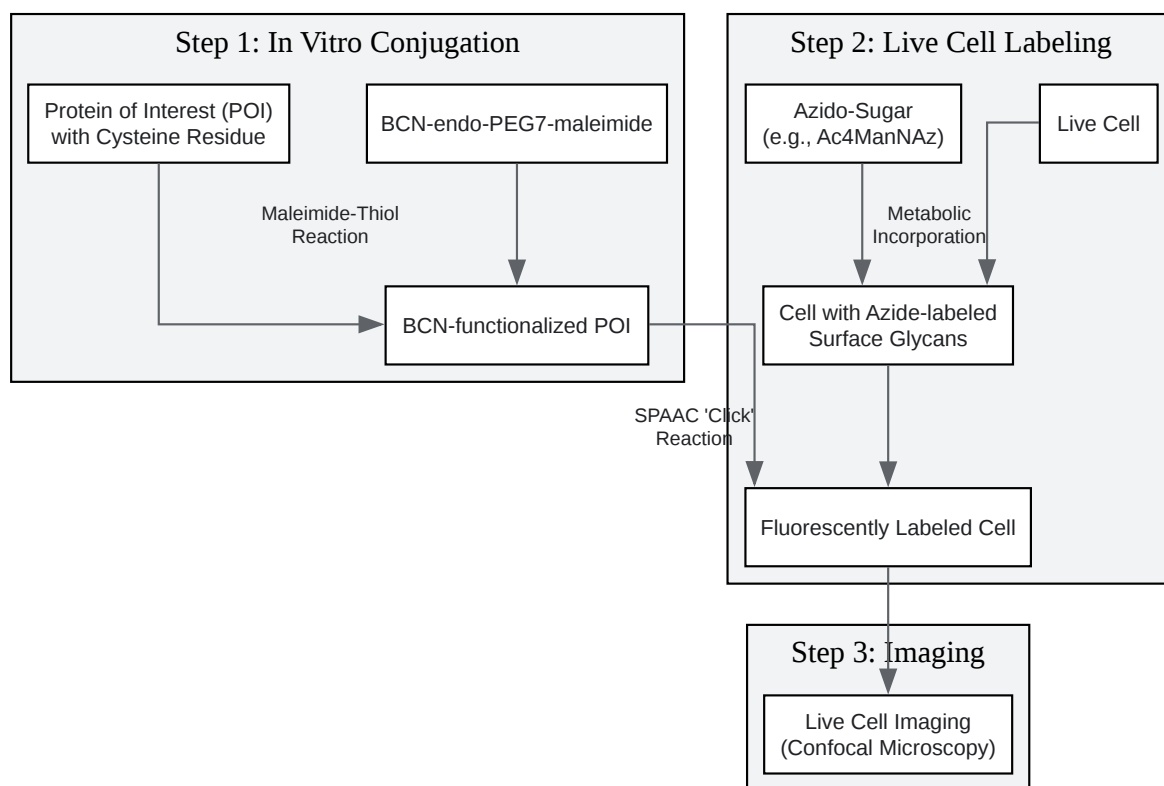 Step 1: In Vitro Conjugation
Protein of Interest (POI)
with Cysteine Residue
BCN-endo-PEG7-maleimide
Maleimide-Thiol
Reaction
BCN-functionalized POI
Step 2: Live Cell Labeling
Azido-Sugar
(e.g., Ac4ManNAz)
Live Cell
Metabolic
Incorporation
Cell with Azide-labeled
Surface Glycans
SPAAC 'Click'
Reaction
Fluorescently Labeled Cell
Step 3: Imaging
Live Cell Imaging
(Confocal Microscopy)